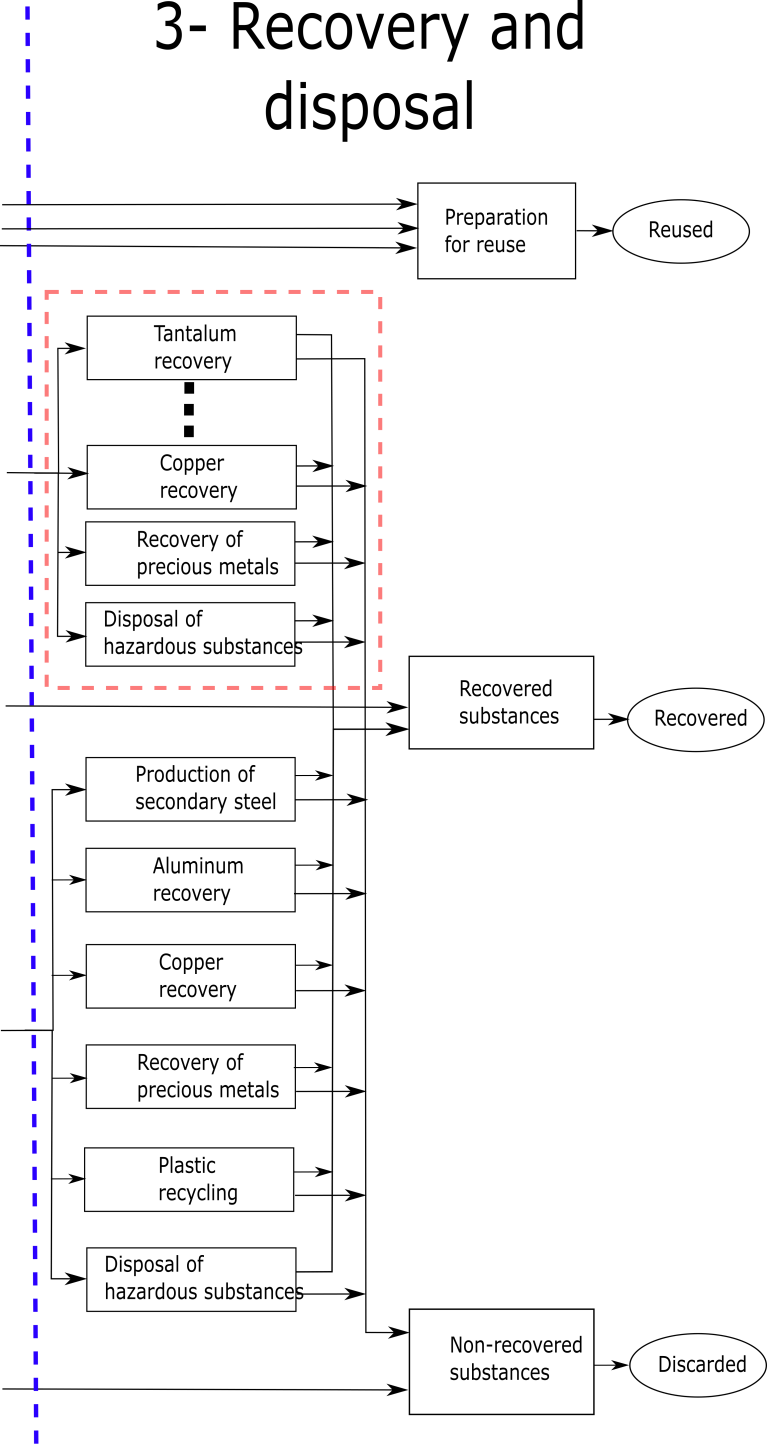 3- Recovery and
disposal
Preparation
for reuse
Reused
Tantalum
recovery
Copper
recovery
Recovery of
precious metals
Disposal of
hazardous substances
Recovered
substances
Recovered
Production of
secondary steel
Aluminum
recovery
Copper
recovery
Recovery of
precious metals
Plastic
recycling
Disposal of
hazardous substances
Non-recovered
substances
Discarded